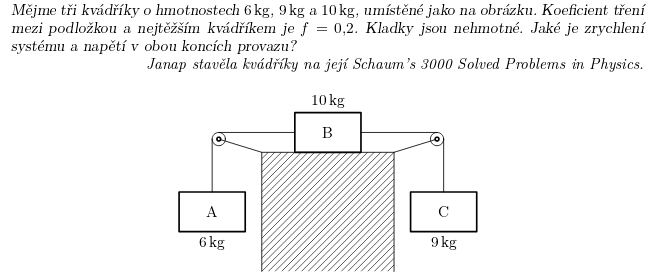 Mějme tři kvádříky o hmotnostech 6 kg, 9 kg a 10 kg, umístěné jako na obrázku. Koeficient tření
mezi podložkou a nejtěžším kvádříkem je f = 0,2. Kladky jsou nehmotné. Jaké je zrychlení
systému a napětí v obou koncích provazu?
Janap stavěla kvádříky na její Schaum's 3000 Solved Problems in Physics.
10 kg
B
A
C
6 kg
9 kg